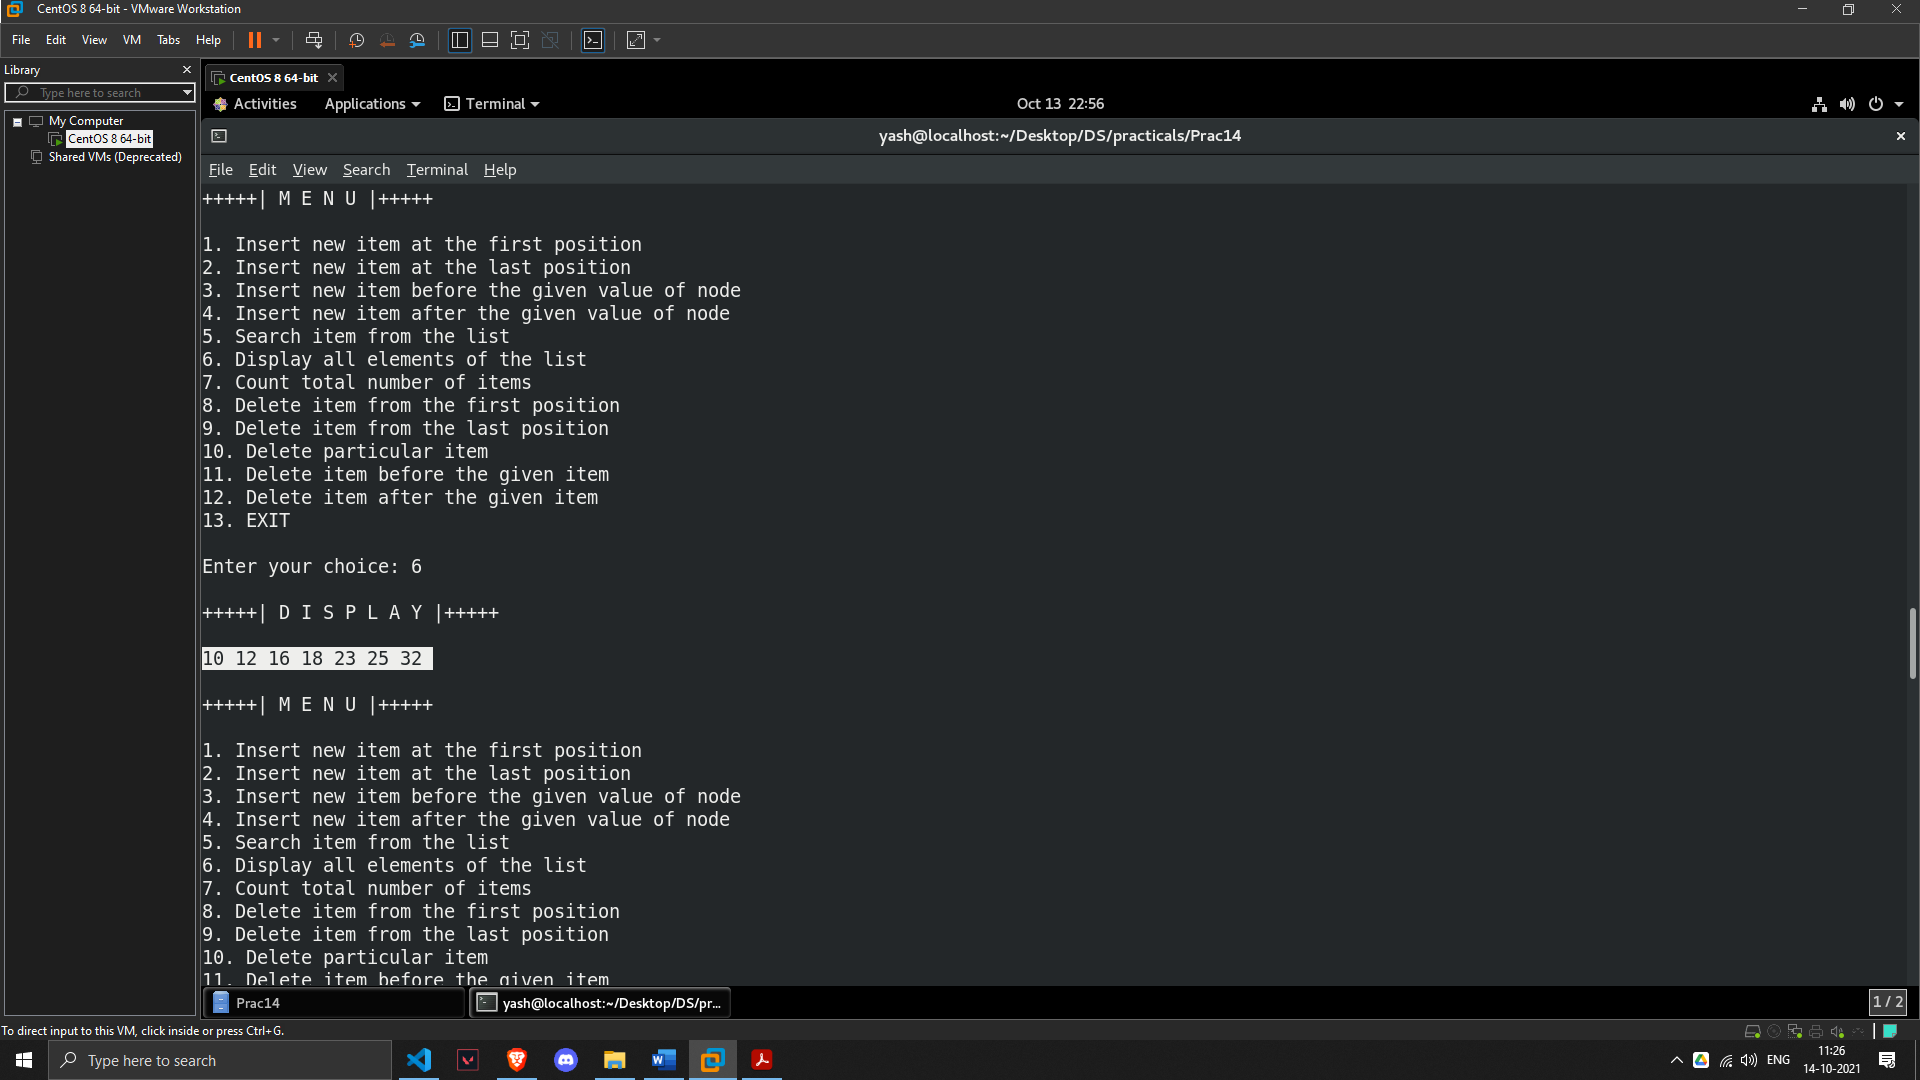 CentOS 8 64-bit - VMware Workstation
File Edit View VM Tabs Help
Library
Type here to search
My Computer
CentOS 8 64-bit
Shared VMs (Deprecated)
CentOS 8 64-bit
Activities Applications Terminal Oct 13 22:56
yash@localhost:~/Desktop/DS/practicals/Prac14
File Edit View Search Terminal Help
+++++| M E N U |+++++
1. Insert new item at the first position
2. Insert new item at the last position
3. Insert new item before the given value of node
4. Insert new item after the given value of node
5. Search item from the list
6. Display all elements of the list
7. Count total number of items
8. Delete item from the first position
9. Delete item from the last position
10. Delete particular item
11. Delete item before the given item
12. Delete item after the given item
13. EXIT
Enter your choice: 6
+++++| D I S P L A Y |+++++
10 12 16 18 23 25 32
+++++| M E N U |+++++
1. Insert new item at the first position
2. Insert new item at the last position
3. Insert new item before the given value of node
4. Insert new item after the given value of node
5. Search item from the list
6. Display all elements of the list
7. Count total number of items
8. Delete item from the first position
9. Delete item from the last position
10. Delete particular item
11. Delete item before the given item
Prac14
yash@localhost:~/Desktop/DS/pr...
1 / 2
To direct input to this VM, click inside or press Ctrl+G.
Type here to search
ENG
11:26
14-10-2021